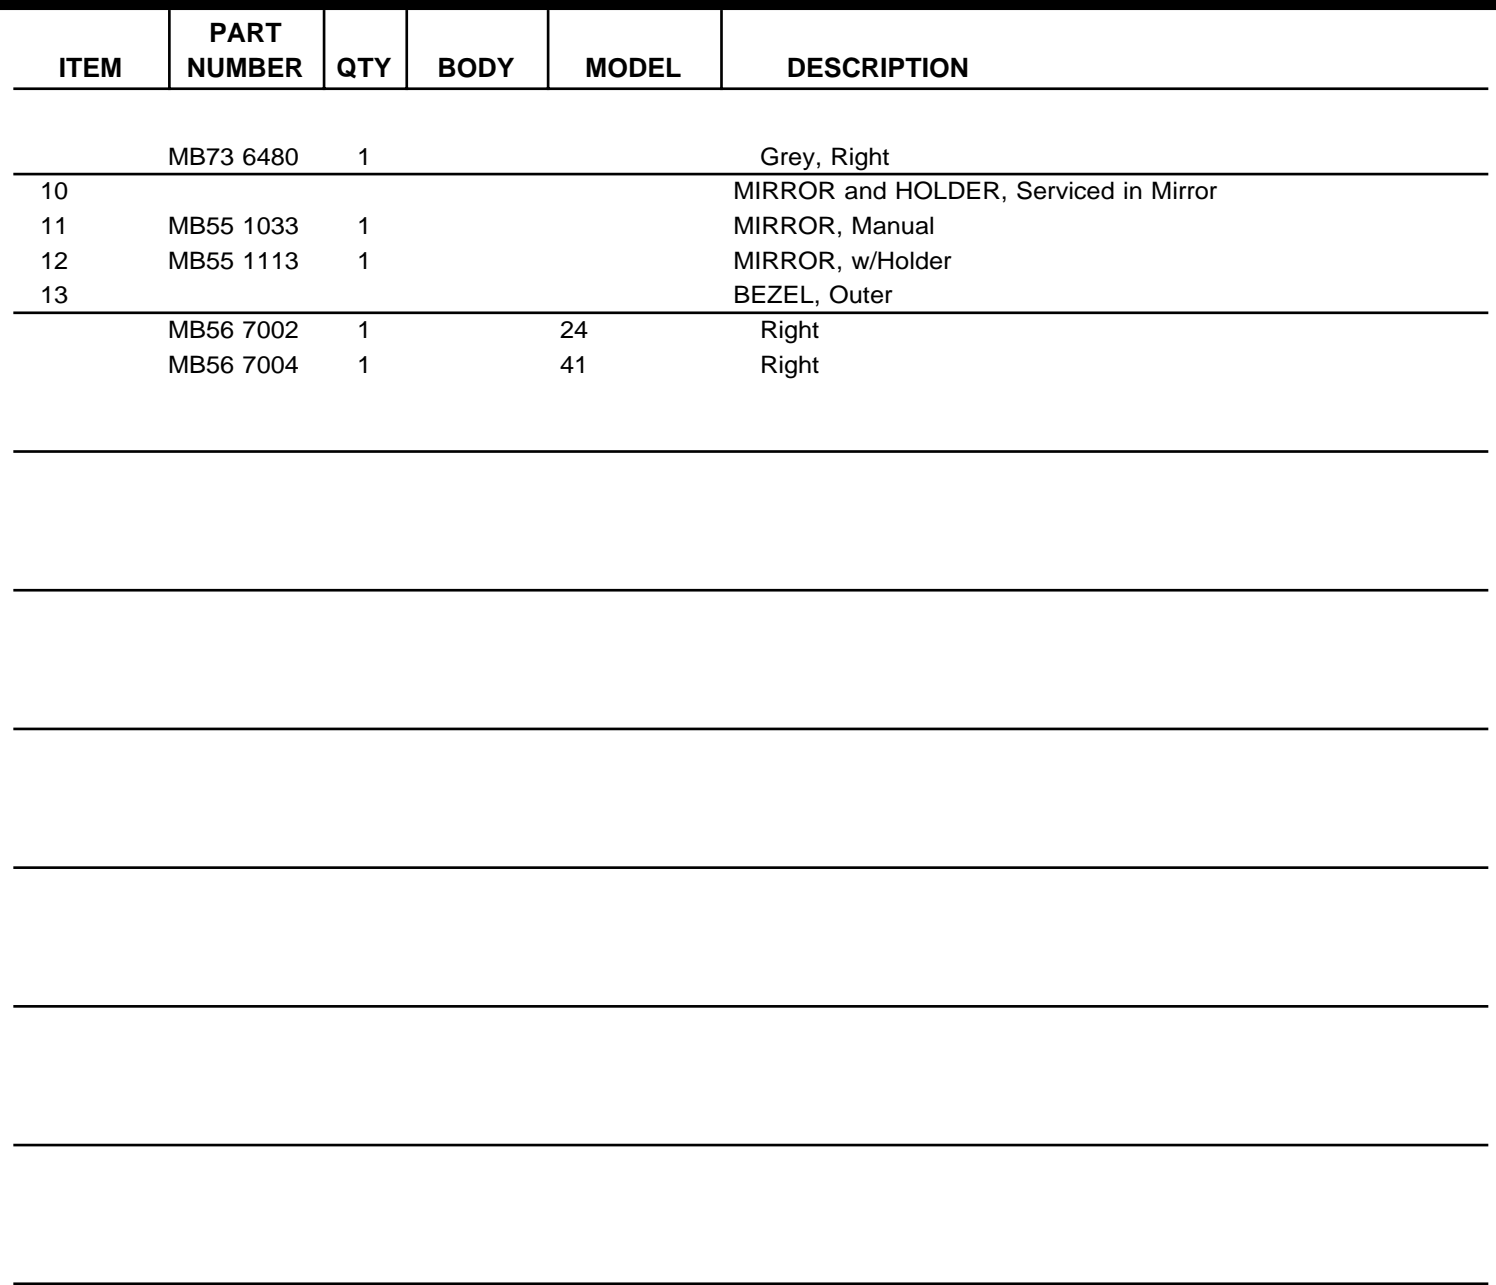 PART
ITEM NUMBER QTY BODY MODEL DESCRIPTION
MB73 6480 1 Grey, Right
10 MIRROR and HOLDER, Serviced in Mirror
11 MB55 1033 1 MIRROR, Manual
12 MB55 1113 1 MIRROR, w/Holder
13 BEZEL, Outer
MB56 7002 1 24 Right
MB56 7004 1 41 Right